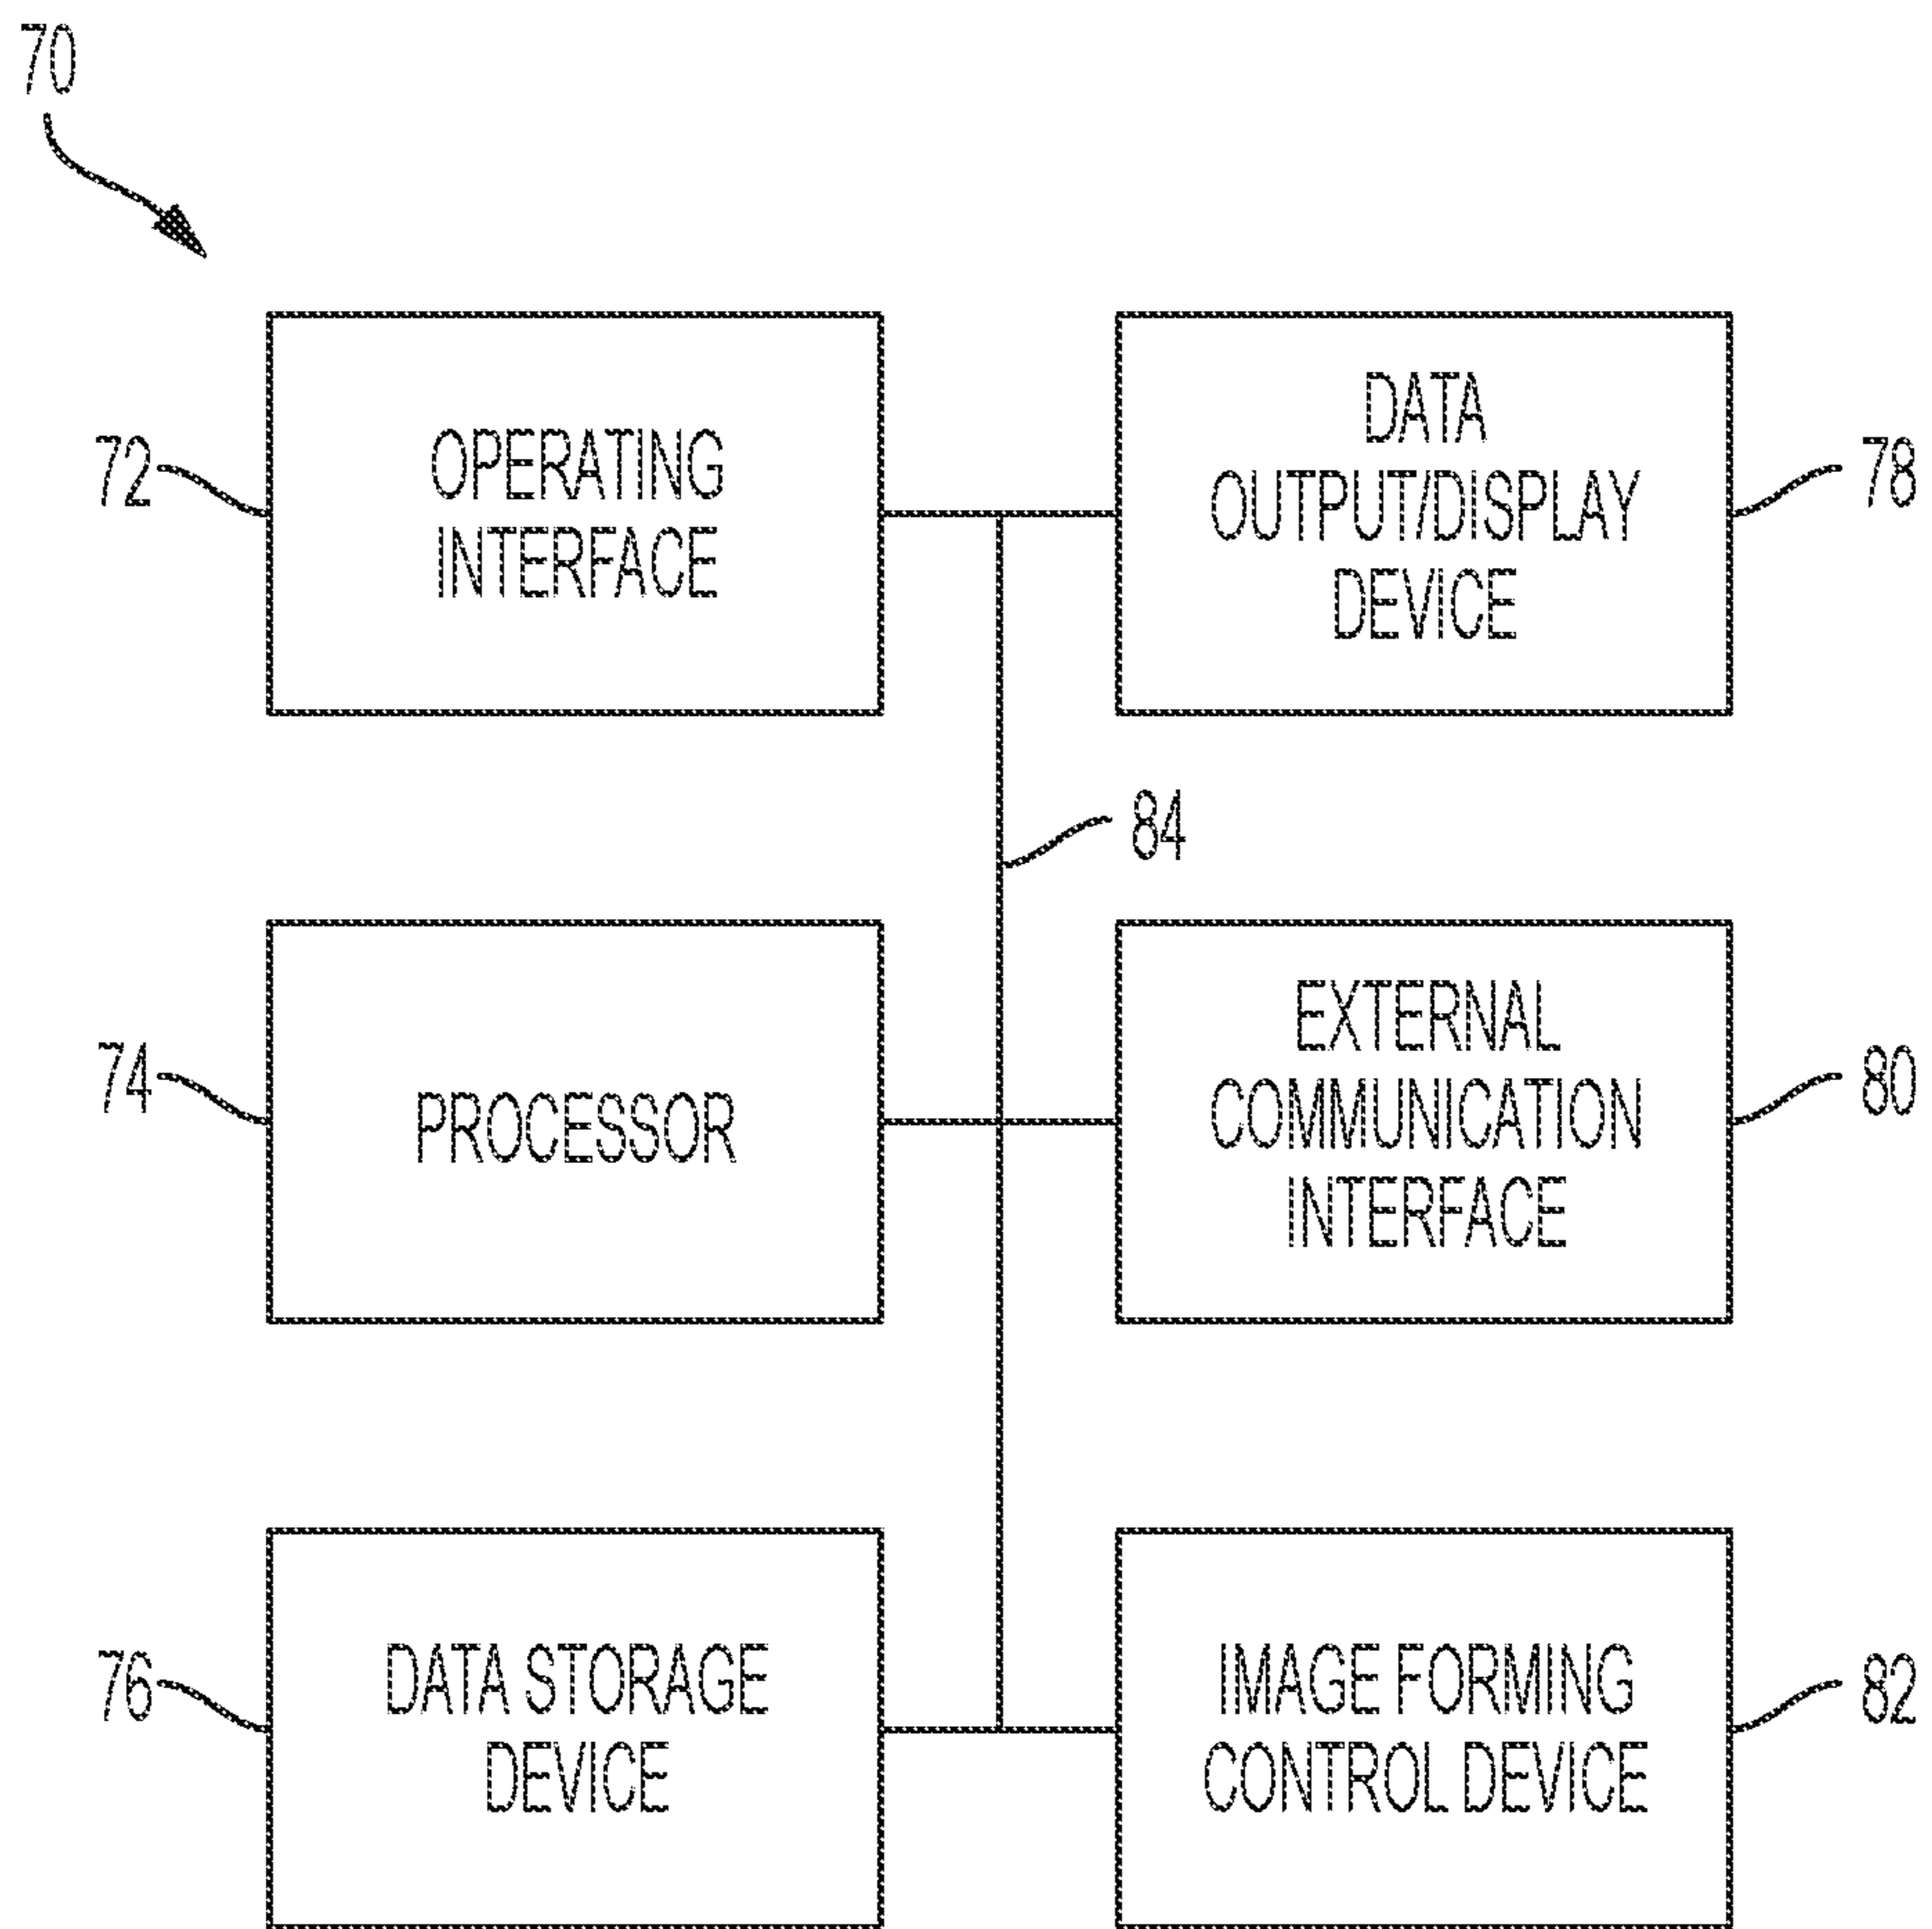 70
72
OPERATING
INTERFACE
DATA
OUTPUT/DISPLAY
DEVICE
78
84
74
PROCESSOR
EXTERNAL
COMMUNICATION
INTERFACE
80
76
DATA STORAGE
DEVICE
IMAGE FORMING
CONTROL DEVICE
82